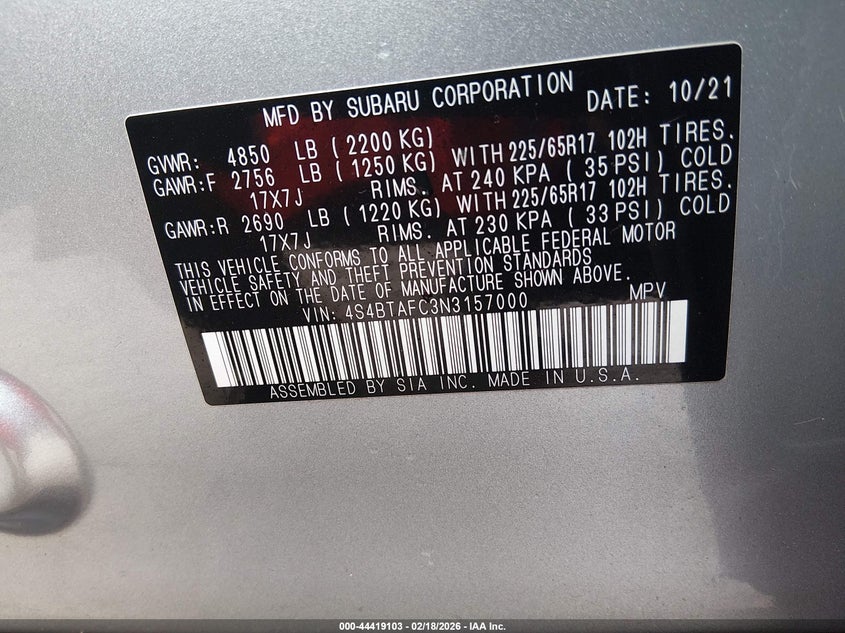 MFD BY SUBARU CORPORATION DATE: 10/21
GVWR: 4850 LB ( 2200 KG)
GAWR:F 2756 LB ( 1250 KG) WITH 225/65R17 102H TIRES.
17X7J RIMS. AT 240 KPA ( 35 PSI) COLD
GAWR:R 2690 LB ( 1220 KG) WITH 225/65R17 102H TIRES.
17X7J RIMS. AT 230 KPA ( 33 PSI) COLD
THIS VEHICLE CONFORMS TO ALL APPLICABLE FEDERAL MOTOR
VEHICLE SAFETY AND THEFT PREVENTION STANDARDS
IN EFFECT ON THE DATE OF MANUFACTURE SHOWN ABOVE.
VIN: 4S4BTAFC3N3157000 MPV
ASSEMBLED BY SIA INC. MADE IN U.S.A.
000-44419103 - 02/18/2026 - IAA Inc.